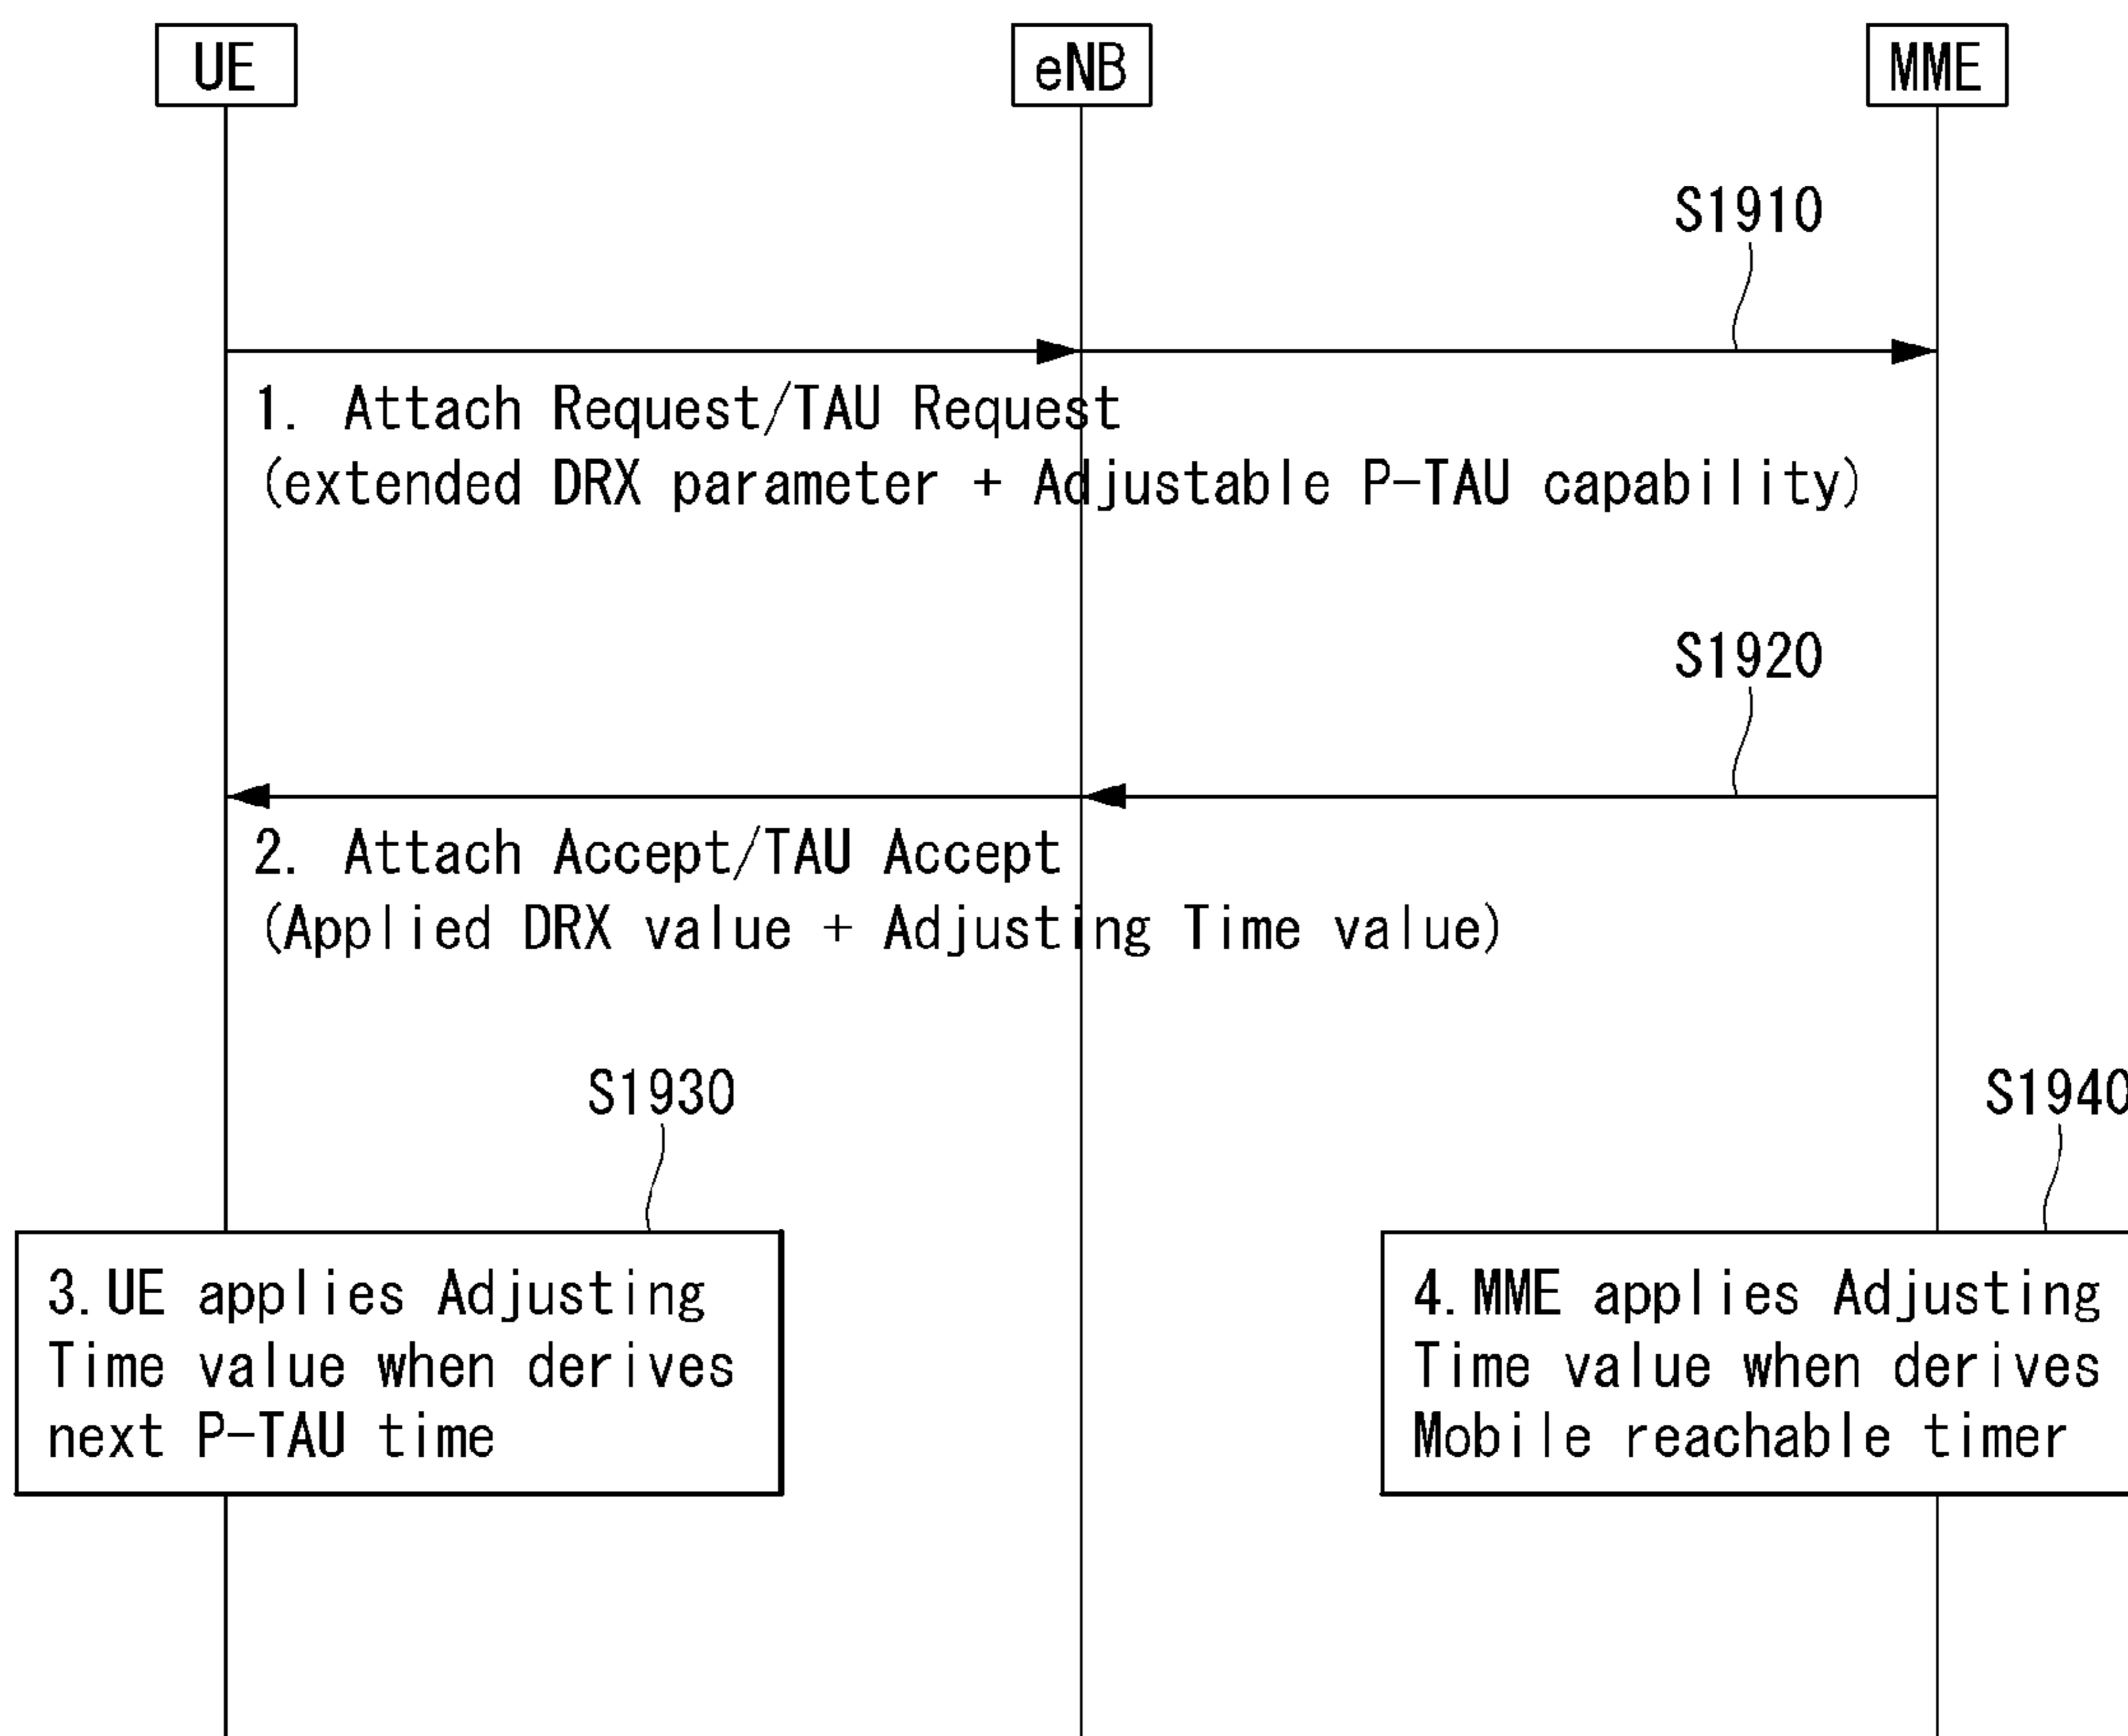 UE
eNB
MME
S1910
1. Attach Request/TAU Request
(extended DRX parameter + Adjustable P-TAU capability)
S1920
2. Attach Accept/TAU Accept
(Applied DRX value + Adjusting Time value)
S1930
S1940
3.UE applies Adjusting
Time value when derives
next P-TAU time
4.MME applies Adjusting
Time value when derives
Mobile reachable timer